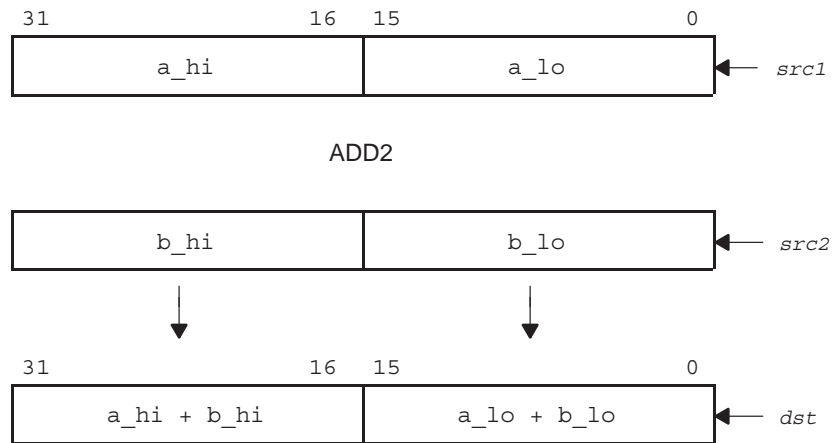 31 16 15 0
a_hi a_lo src1
ADD2
b_hi b_lo src2
31 16 15 0
a_hi + b_hi a_lo + b_lo dst